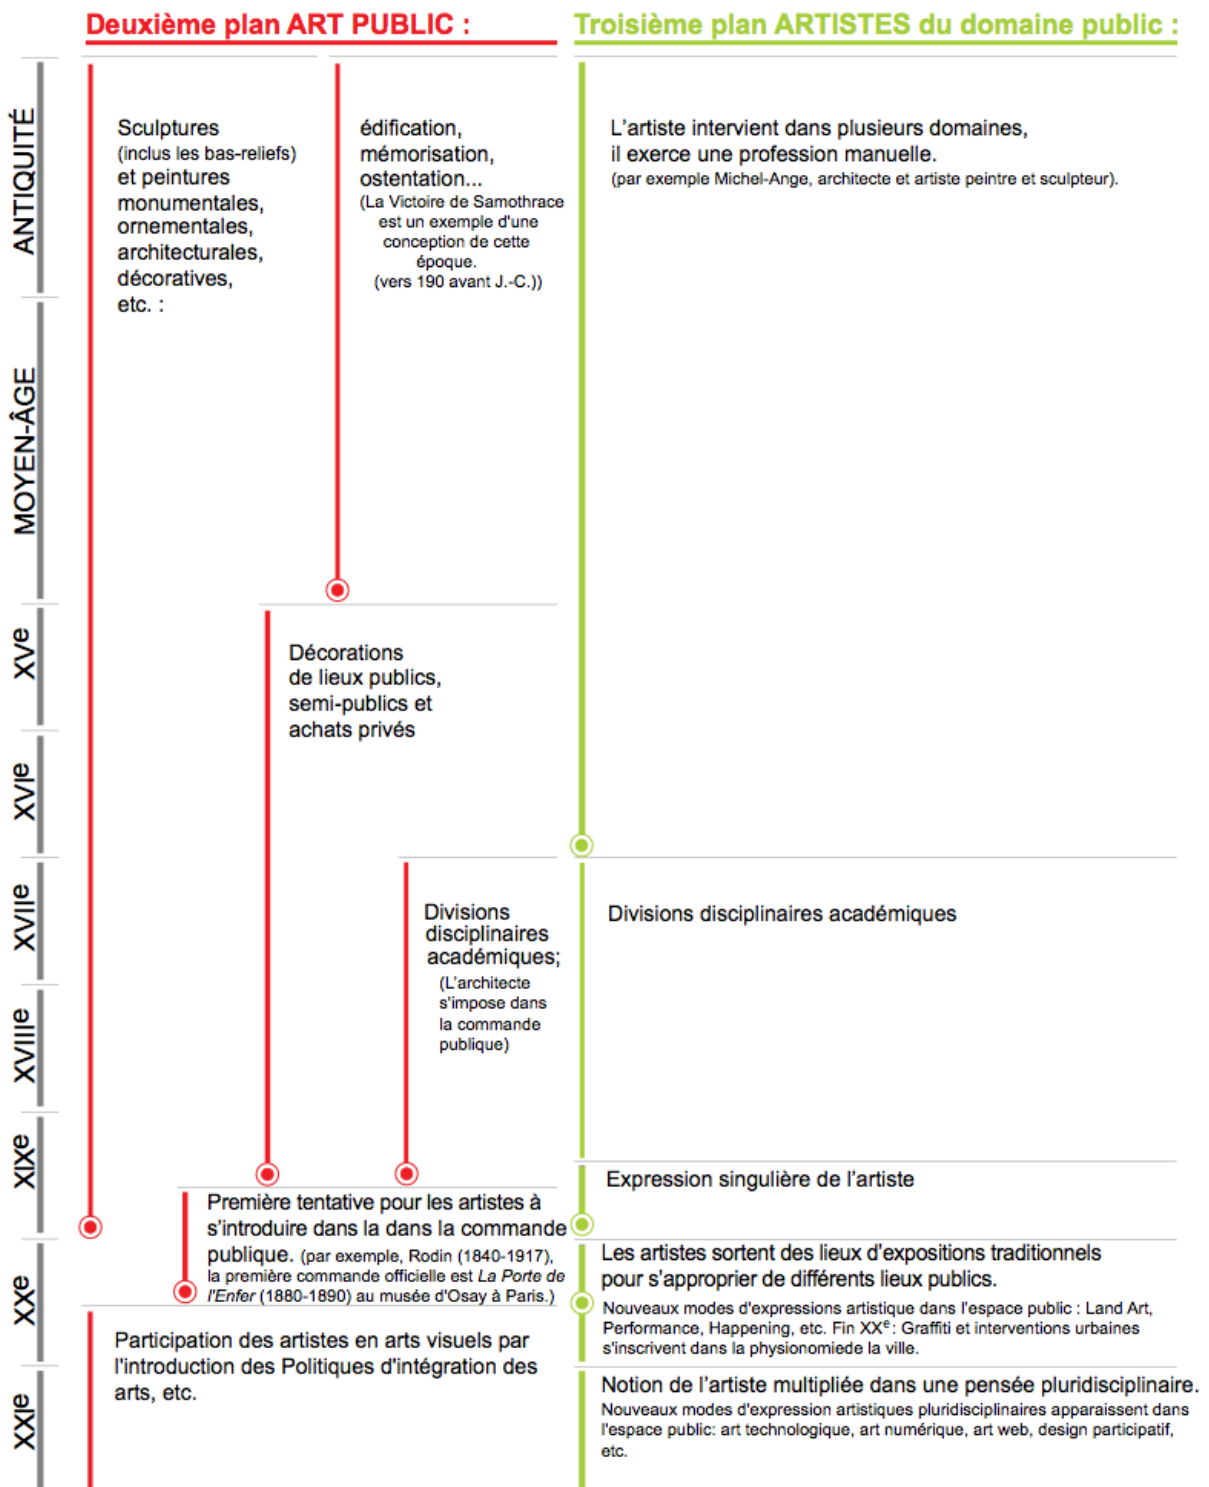 Deuxième plan ART PUBLIC :
Troisième plan ARTISTES du domaine public :
ANTIQUITÉ
Sculptures
(inclus les bas-reliefs)
et peintures
monumentales,
ornementales,
architecturales,
décoratives,
etc. :
édification,
mémorisation,
ostentation...
(La Victoire de Samothrace
est un exemple d'une
conception de cette
époque.
(vers 190 avant J.-C.))
L'artiste intervient dans plusieurs domaines,
il exerce une profession manuelle.
(par exemple Michel-Ange, architecte et artiste peintre et sculpteur).
MOYEN-ÂGE
XVe
Décorations
de lieux publics,
semi-publics et
achats privés
XVIe
XVIIe
Divisions
disciplinaires
académiques;
(L'architecte
s'impose dans
la commande
publique)
Divisions disciplinaires académiques
XVIIIe
XIXe
Première tentative pour les artistes à
s'introduire dans la dans la commande
publique. (par exemple, Rodin (1840-1917),
la première commande officielle est La Porte de
l'Enfer (1880-1890) au musée d'Osay à Paris.)
Expression singulière de l'artiste
XXe
Les artistes sortent des lieux d'expositions traditionnels
pour s'approprier de différents lieux publics.
Nouveaux modes d'expressions artistique dans l'espace public : Land Art,
Performance, Happening, etc. Fin XXe : Graffiti et interventions urbaines
s'inscrivent dans la physionomiede la ville.
Participation des artistes en arts visuels par
l'introduction des Politiques d'intégration des
arts, etc.
XXIe
Notion de l'artiste multipliée dans une pensée pluridisciplinaire.
Nouveaux modes d'expression artistiques pluridisciplinaires apparaissent dans
l'espace public: art technologique, art numérique, art web, design participatif,
etc.